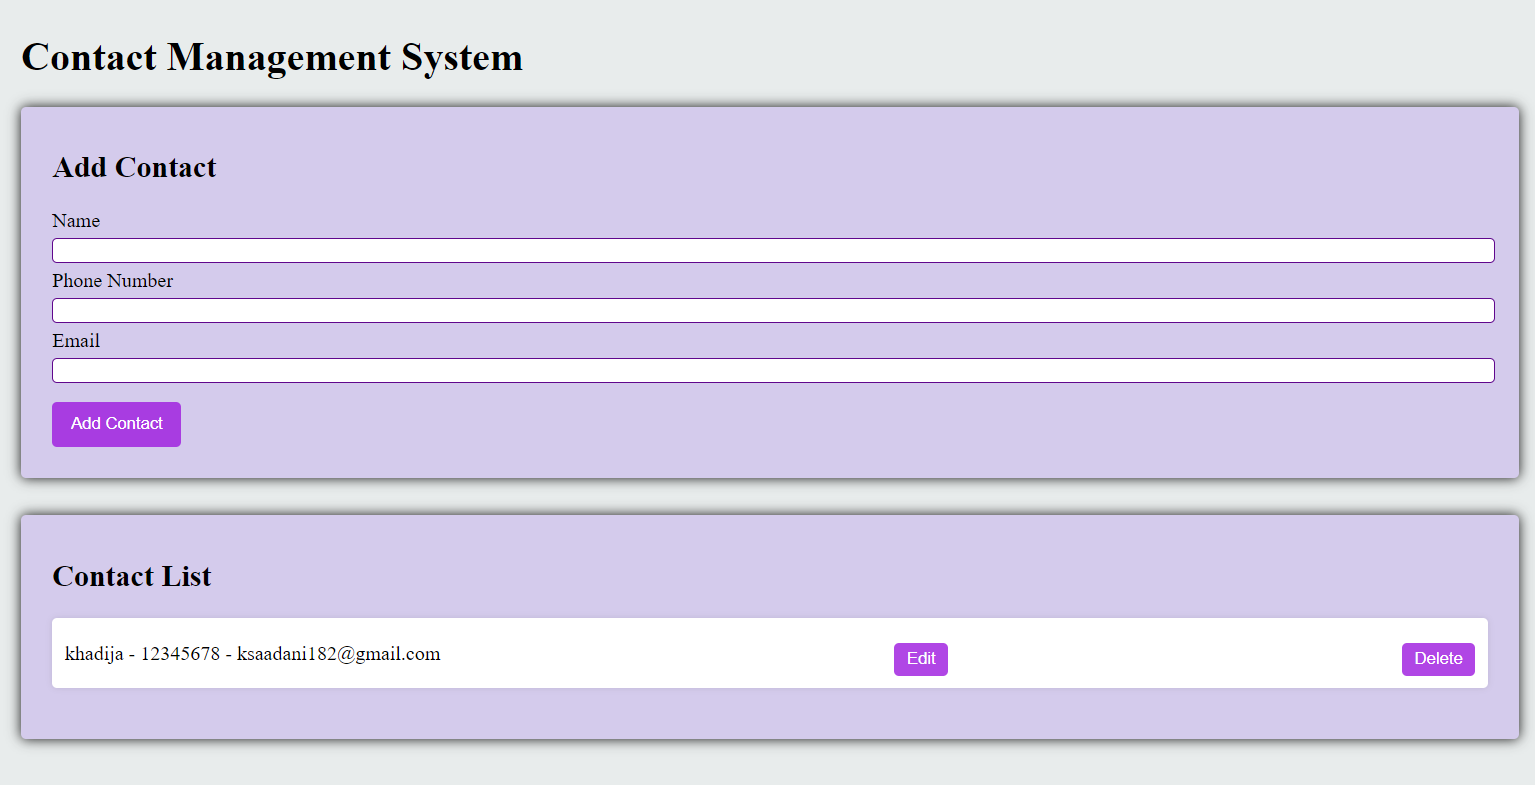 Contact Management System
Add Contact
Name
Phone Number
Email
Add Contact
Contact List
khadija - 12345678 - ksaadani182@gmail.com Edit Delete